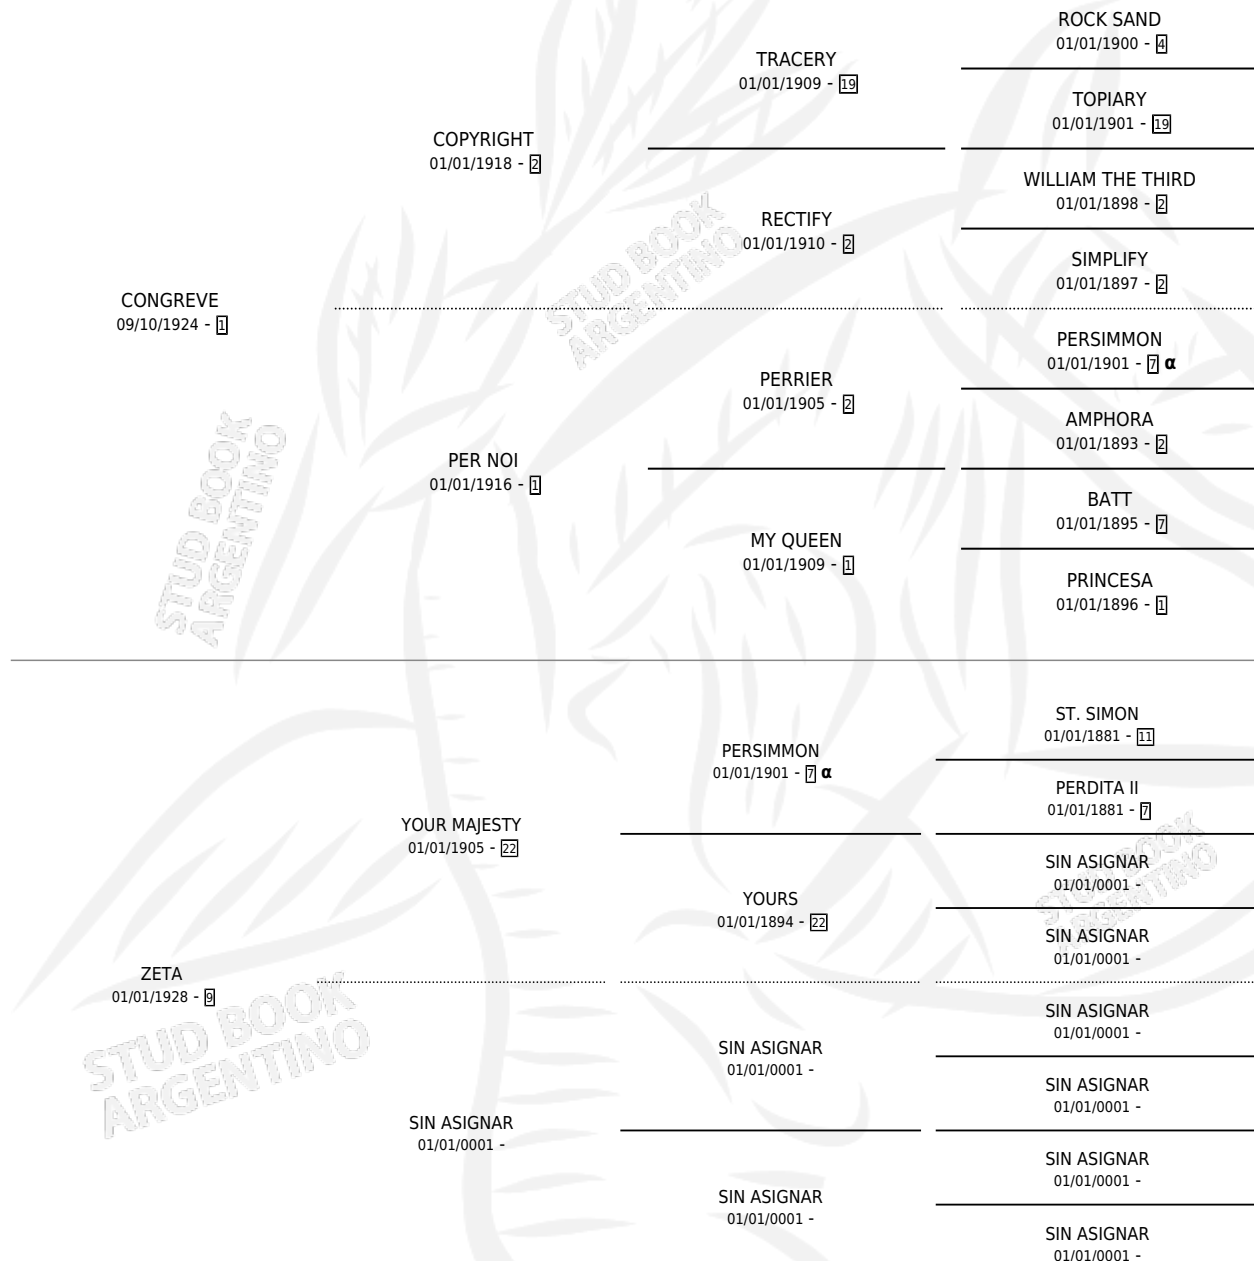 ROCK SAND
01/01/1900 - 4
TRACERY
01/01/1909 - 19
TOPIARY
01/01/1901 - 19
COPYRIGHT
01/01/1918 - 2
WILLIAM THE THIRD
01/01/1898 - 2
RECTIFY
01/01/1910 - 2
SIMPLIFY
01/01/1897 - 2
CONGREVE
09/10/1924 - 1
PERSIMMON
01/01/1901 - 7 α
PERRIER
01/01/1905 - 2
AMPHORA
01/01/1893 - 2
PER NOI
01/01/1916 - 1
BATT
01/01/1895 - 7
MY QUEEN
01/01/1909 - 1
PRINCESA
01/01/1896 - 1
STUD BOOK
ARGENTINO
STUD BOOK
ARGENTINO
ST. SIMON
01/01/1881 - 11
PERSIMMON
01/01/1901 - 7 α
PERDITA II
01/01/1881 - 7
YOUR MAJESTY
01/01/1905 - 22
SIN ASIGNAR
01/01/0001 -
YOURS
01/01/1894 - 22
SIN ASIGNAR
01/01/0001 -
STUD BOOK
ARGENTINO
ZETA
01/01/1928 - 9
SIN ASIGNAR
01/01/0001 -
SIN ASIGNAR
01/01/0001 -
SIN ASIGNAR
01/01/0001 -
SIN ASIGNAR
01/01/0001 -
SIN ASIGNAR
01/01/0001 -
SIN ASIGNAR
01/01/0001 -
SIN ASIGNAR
01/01/0001 -
STUD BOOK
ARGENTINO